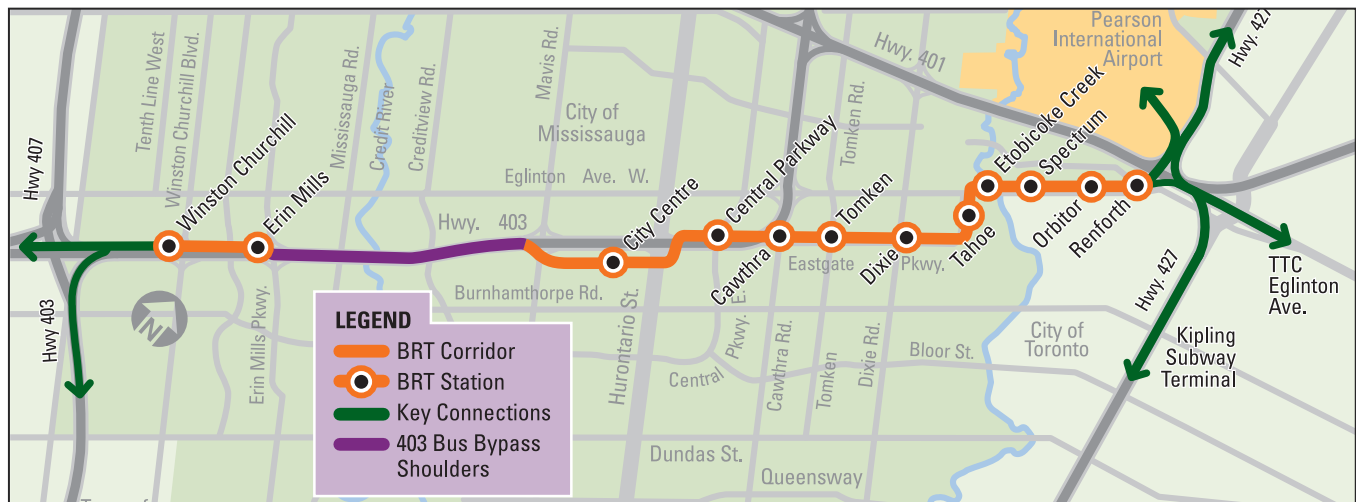 Pearson
International
Airport
Hwy. 427
Hwy. 401
Tenth Line West
Winston Churchill Blvd.
Mississauga Rd.
Credit River
Creditview Rd.
Mavis Rd.
City of
Mississauga
Tomken Rd.
Eglinton Ave. W.
Hwy 407
Winston Churchill
Erin Mills
Hwy. 403
City Centre
Central Parkway
Cawthra
Tomken
Dixie
Tahoe
Etobicoke Creek
Spectrum
Orbitor
Renforth
Eastgate
Pkwy.
TTC
Eglinton
Ave.
Hwy. 427
Kipling
Subway
Terminal
City of
Toronto
Hwy 403
N
Erin Mills Pkwy.
Burnhamthorpe Rd.
Hurontario St.
Central
Pkwy. E.
Cawthra Rd.
Tomken
Dixie Rd.
Bloor St.
Dundas St.
Queensway
LEGEND
BRT Corridor
BRT Station
Key Connections
403 Bus Bypass
Shoulders